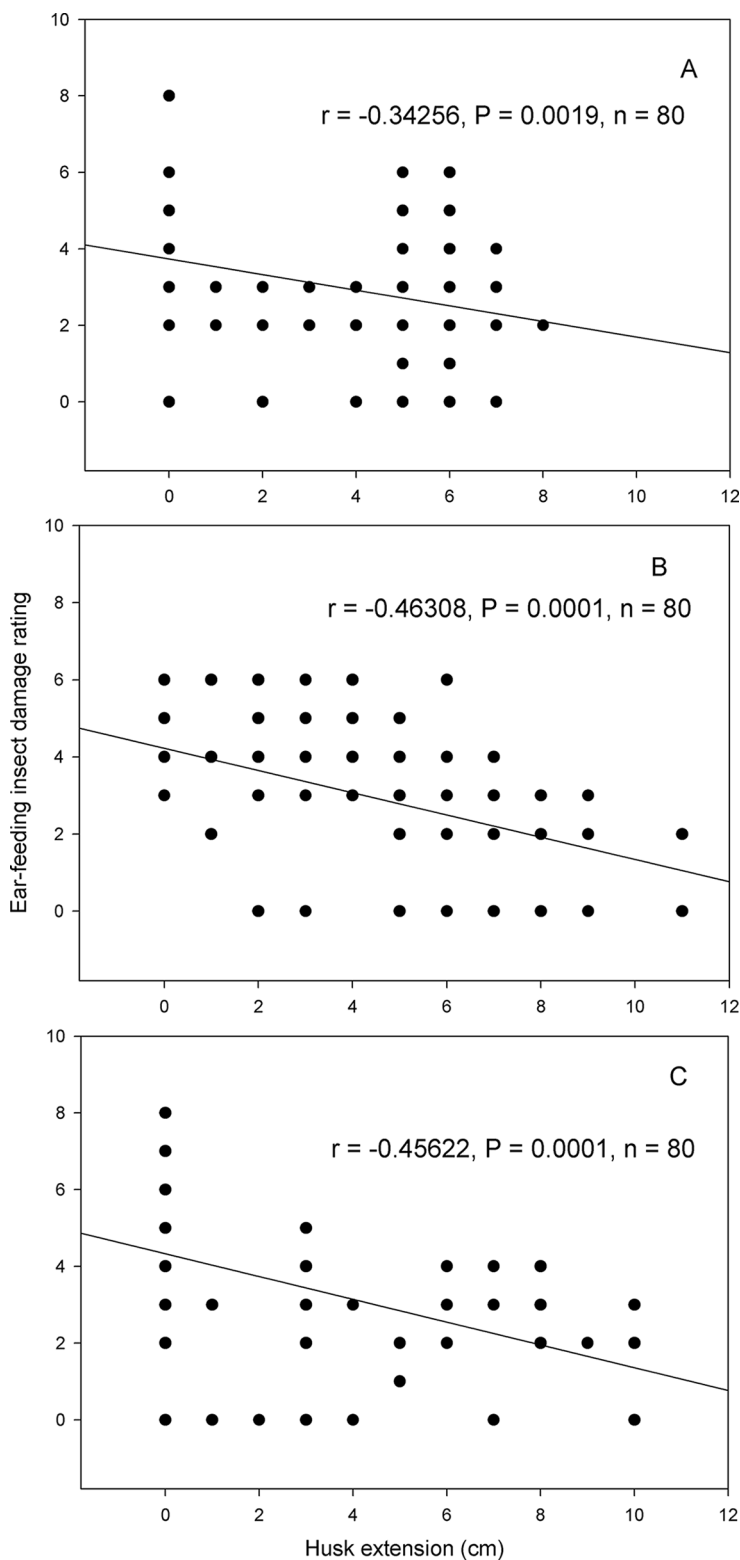 10
A
r = -0.34256, P = 0.0019, n = 80
8
6
4
2
0
0 2 4 6 8 10 12
10
B
r = -0.46308, P = 0.0001, n = 80
8
6
4
2
0
Ear-feeding insect damage rating
0 2 4 6 8 10 12
10
C
r = -0.45622, P = 0.0001, n = 80
8
6
4
2
0
0 2 4 6 8 10 12
Husk extension (cm)